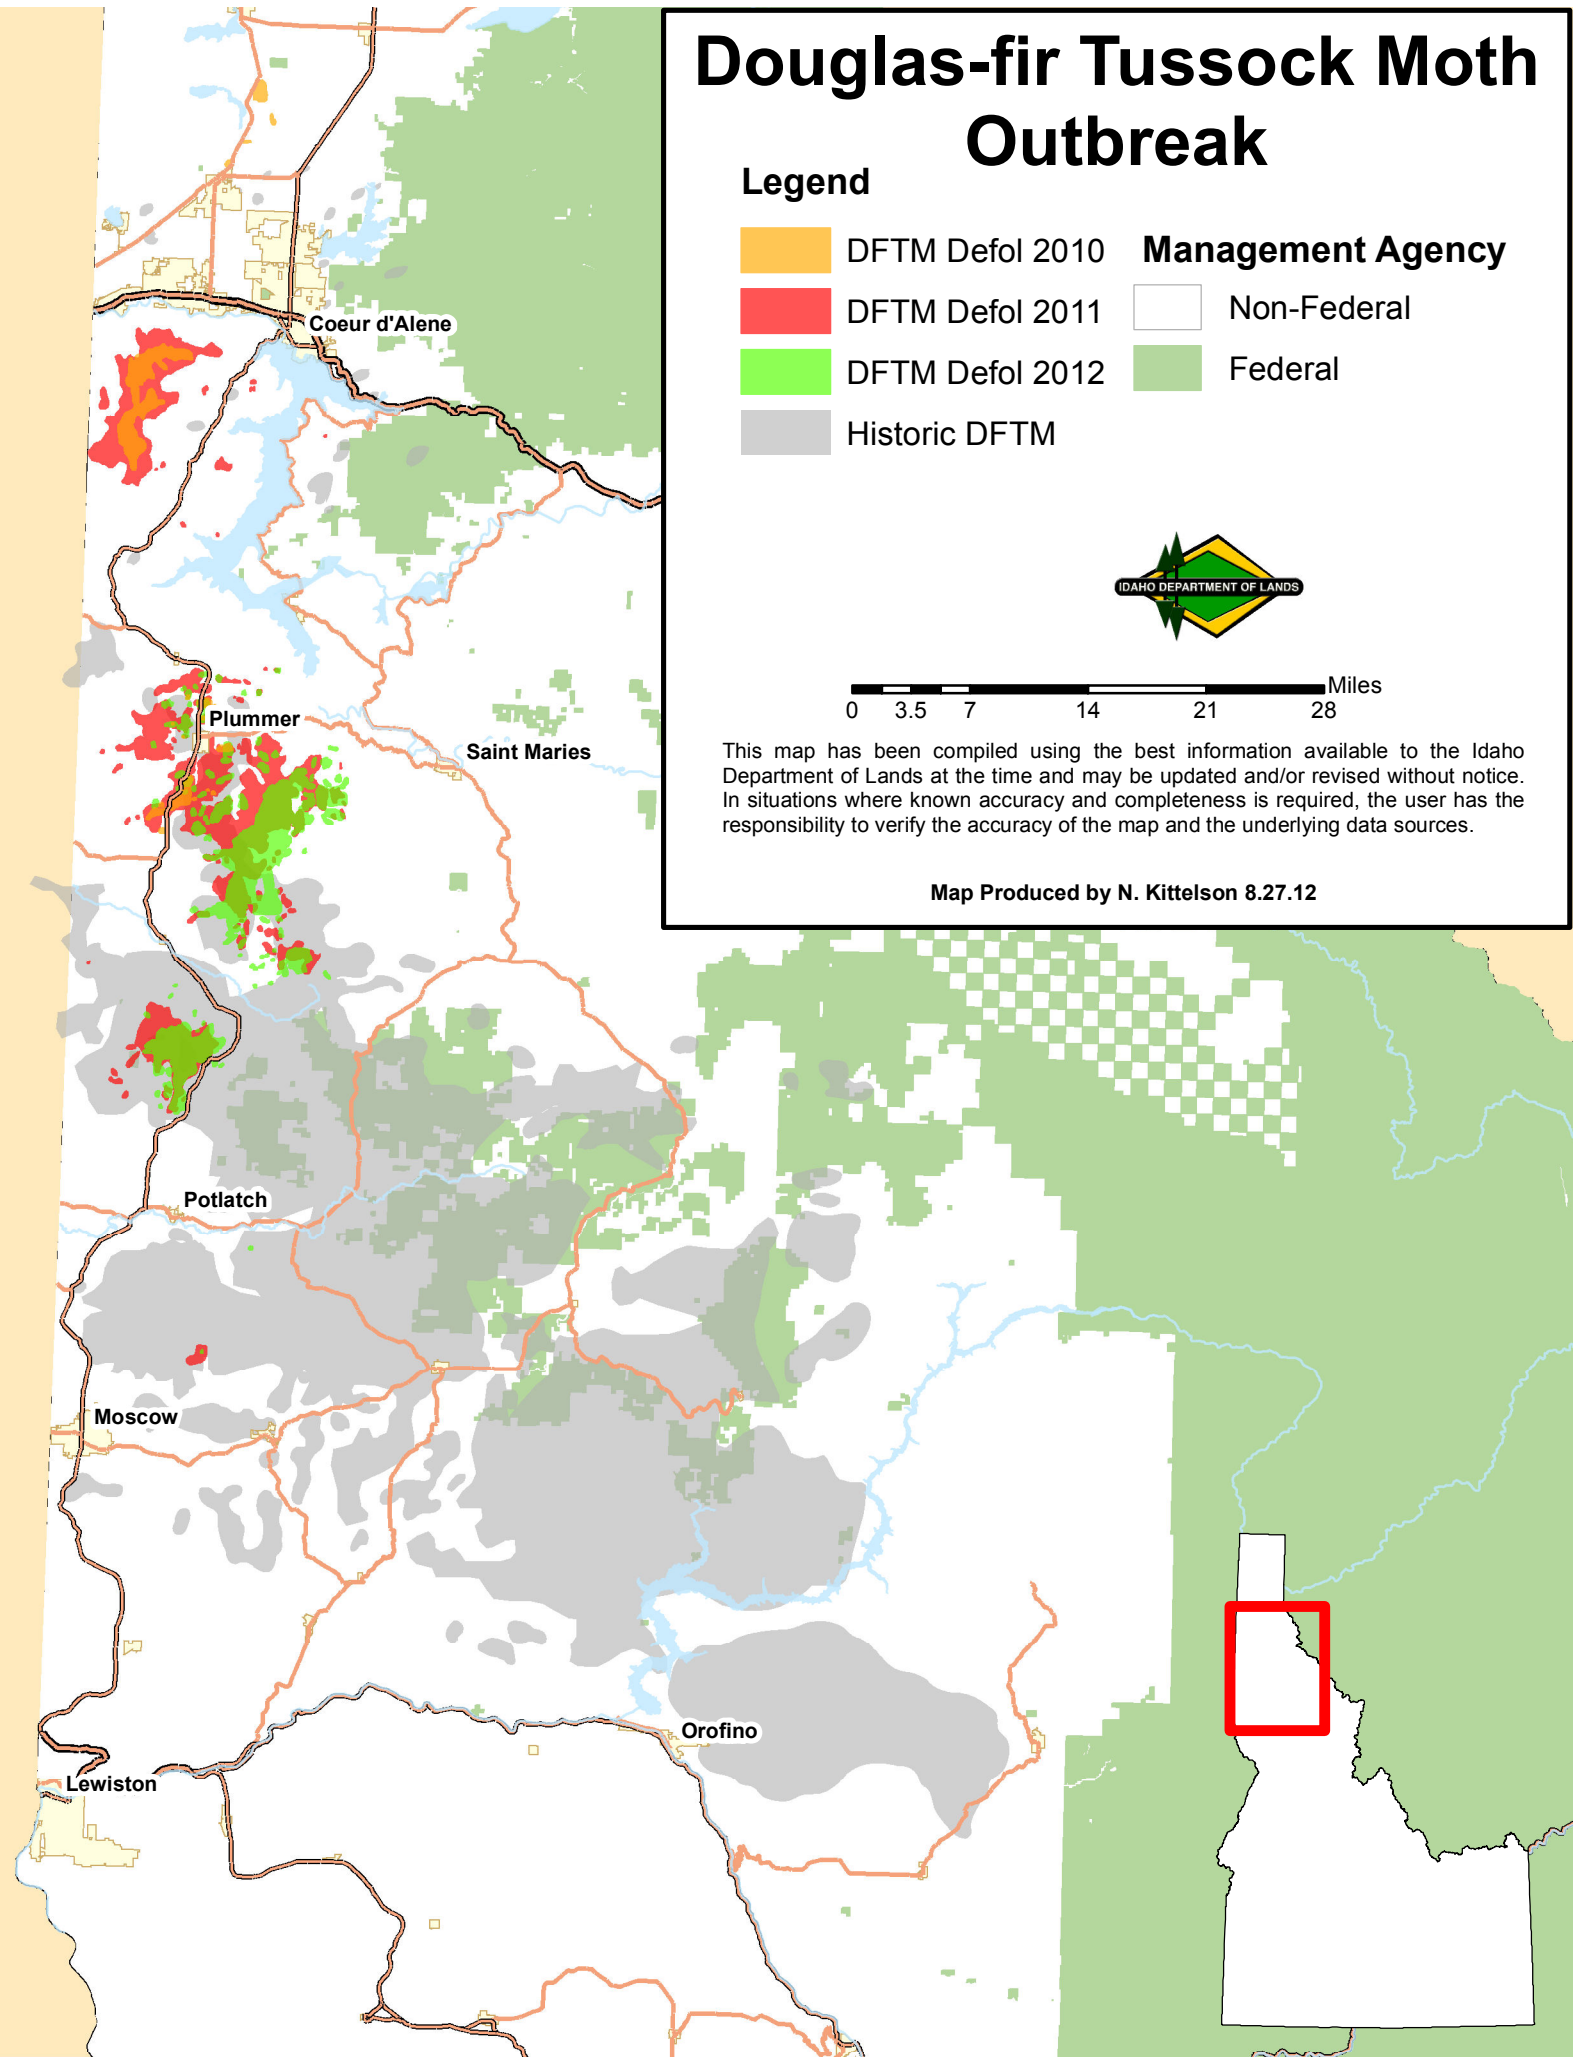 Douglas-fir Tussock Moth
Outbreak
Legend
DFTM Defol 2010
DFTM Defol 2011
DFTM Defol 2012
Historic DFTM
Management Agency
Non-Federal
Federal
IDAHO DEPARTMENT OF LANDS
Miles
0 3.5 7 14 21 28
This map has been compiled using the best information available to the Idaho
Department of Lands at the time and may be updated and/or revised without notice.
In situations where known accuracy and completeness is required, the user has the
responsibility to verify the accuracy of the map and the underlying data sources.
Map Produced by N. Kittelson 8.27.12
Coeur d'Alene
Plummer
Saint Maries
Potlatch
Moscow
Orofino
Lewiston